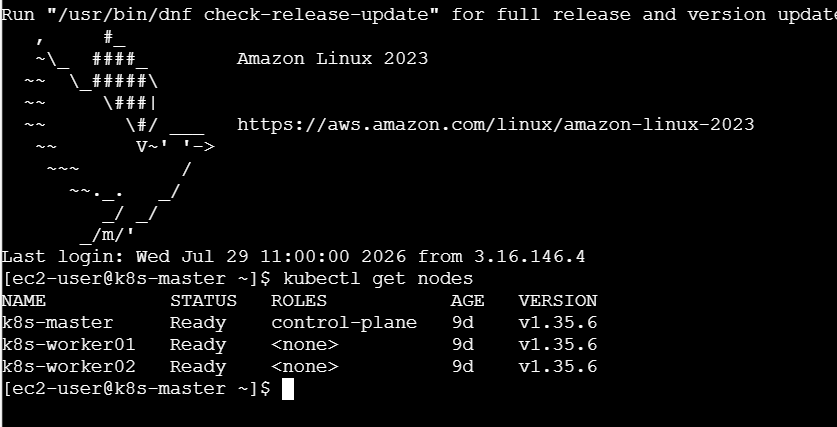 Run "/usr/bin/dnf check-release-update" for full release and version update
   ,     #_
   ~\_  ####_        Amazon Linux 2023
  ~~  \_#####\
  ~~     \###|
  ~~       \#/ ___   https://aws.amazon.com/linux/amazon-linux-2023
   ~~       V~' '->
    ~~~         /
      ~~._.   _/
         _/ _/
       _/m/'
Last login: Wed Jul 29 11:00:00 2026 from 3.16.146.4
[ec2-user@k8s-master ~]$ kubectl get nodes
NAME           STATUS   ROLES           AGE   VERSION
k8s-master     Ready    control-plane   9d    v1.35.6
k8s-worker01   Ready    <none>          9d    v1.35.6
k8s-worker02   Ready    <none>          9d    v1.35.6
[ec2-user@k8s-master ~]$